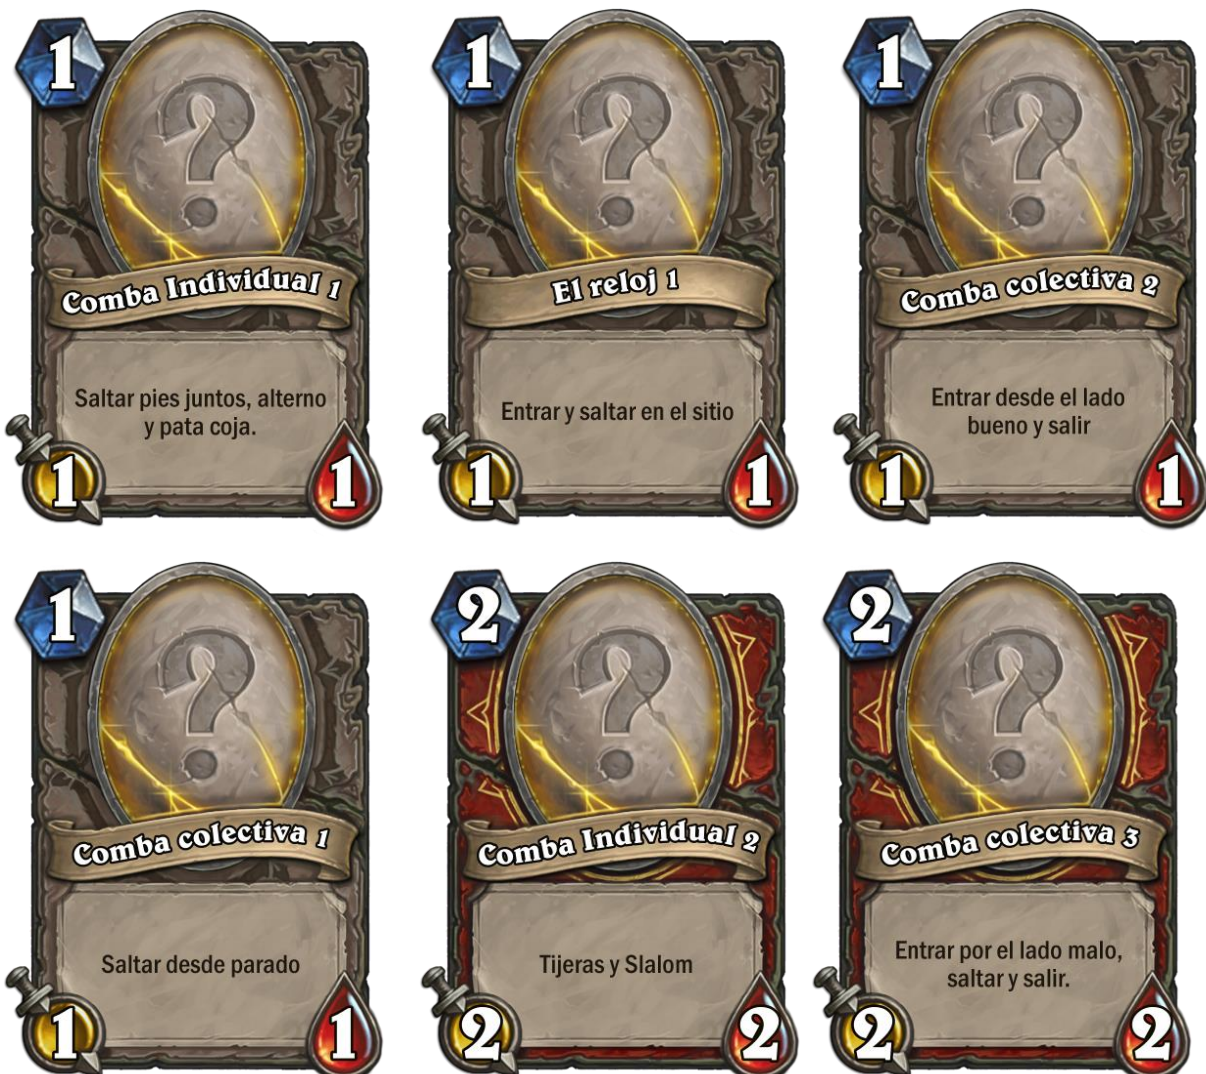 1
Comba Individual 1
Saltar pies juntos, alterno
y pata coja.
1
1
1
El reloj 1
Entrar y saltar en el sitio
1
1
1
Comba colectiva 2
Entrar desde el lado
bueno y salir
1
1
1
Comba colectiva 1
Saltar desde parado
1
1
2
Comba Individual 2
Tijeras y Slalom
2
2
2
Comba colectiva 3
Entrar por el lado malo,
saltar y salir.
2
2